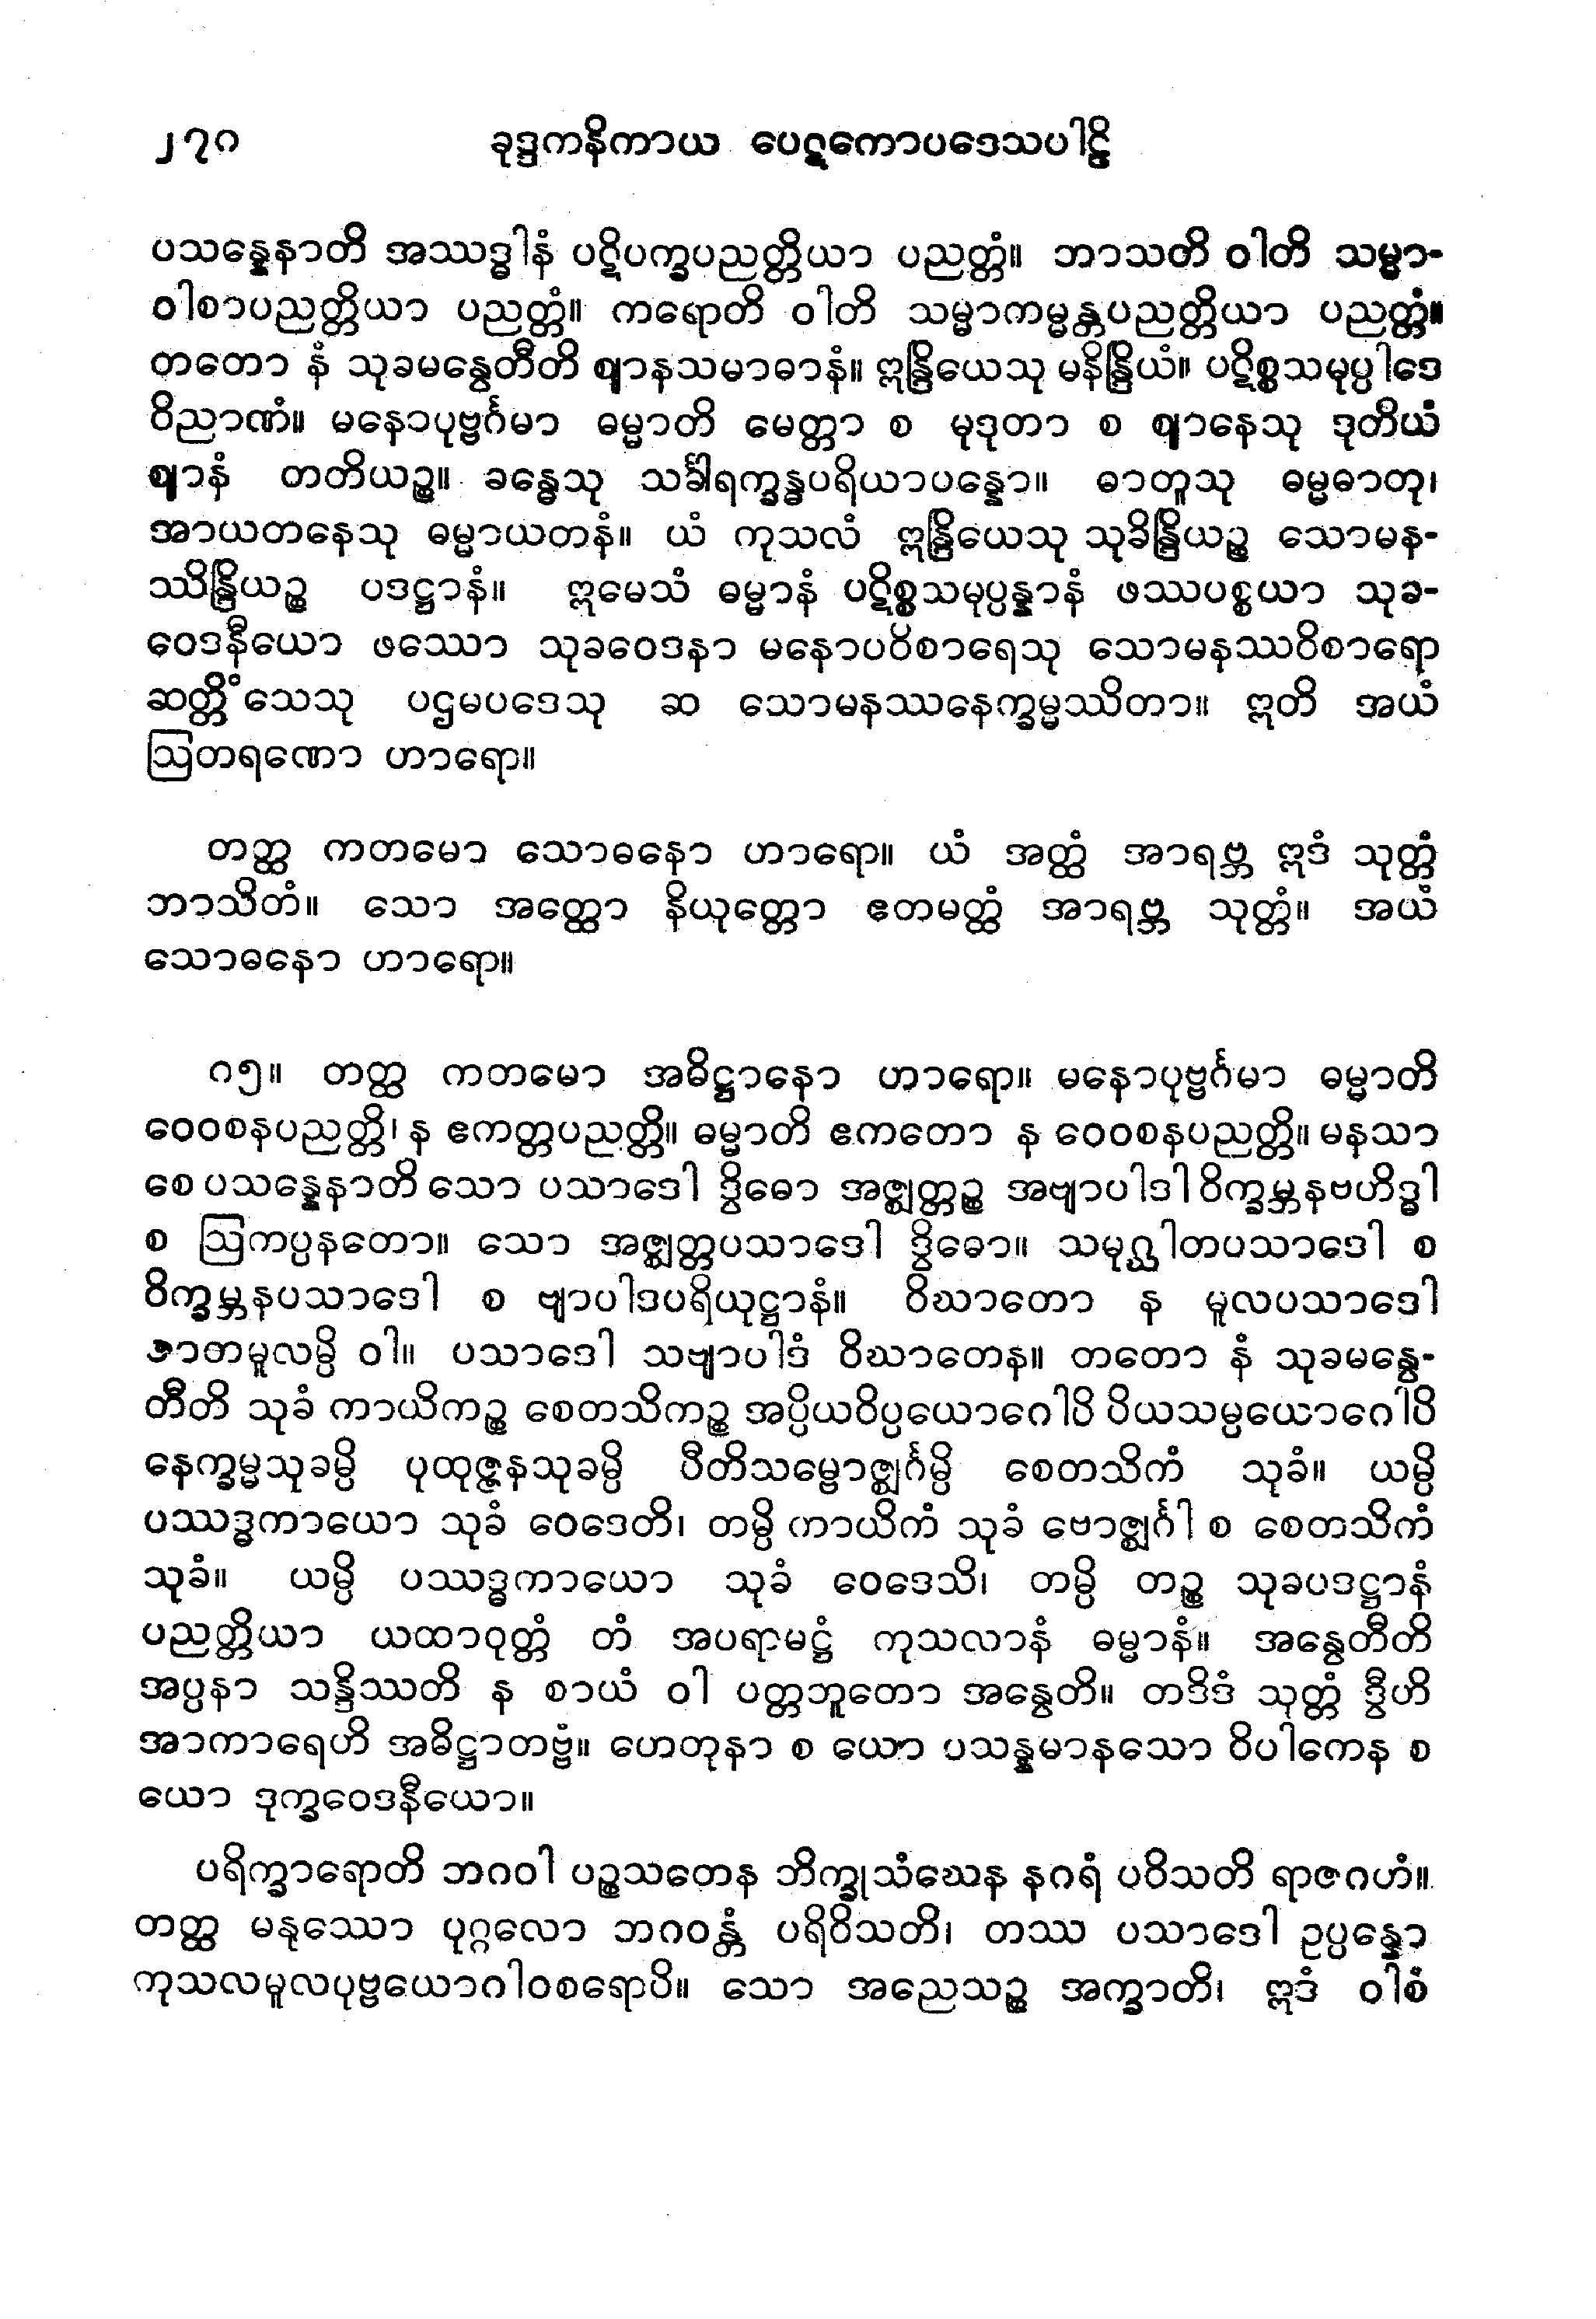 ၂၇၀ ခုဒ္ဒကနိကာယ ပေဋကောပဒေသပါဠိ
ပသန္နေနာတိ အဿဒ္ဓါနံ ပဋိပက္ခပညတ္တိယာ ပညတ္တံ။ ဘာသတိ ဝါတိ သမ္မာ-
ဝါစာပညတ္တိယာ ပညတ္တံ။ ကရောတိ ဝါတိ သမ္မာကမ္မန္တပညတ္တိယာ ပညတ္တံ။
တတော နံ သုခမနွေတီတိ ဈာနသမာဓာနံ။ ဣန္ဒြိယေသု မနိန္ဒြိယံ။ ပဋိစ္စသမုပ္ပါဒေ
ဝိညာဏံ။ မနောပုဗ္ဗင်္ဂမာ ဓမ္မာတိ မေတ္တာ စ မုဒုတာ စ ဈာနေသု ဒုတိယံ
ဈာနံ တတိယဉ္စ။ ခန္ဓေသု သင်္ခါရက္ခန္ဓပရိယာပန္နော။ ဓာတူသု ဓမ္မဓာတု၊
အာယတနေသု ဓမ္မာယတနံ။ ယံ ကုသလံ ဣန္ဒြိယေသု သုခိန္ဒြိယဉ္စ သောမန-
ဿိန္ဒြိယဉ္စ ပဒဋ္ဌာနံ။ ဣမေသံ ဓမ္မာနံ ပဋိစ္စသမုပ္ပန္နာနံ ဖဿပစ္စယာ သုခ-
ဝေဒနီယော ဖဿော သုခဝေဒနာ မနောပဝိစာရေသု သောမနဿဝိစာရော
ဆတ္တိံသေသု ပဌမပဒေသု ဆ သောမနဿနေက္ခမ္မဿိတာ။ ဣတိ အယံ
ဩတရဏော ဟာရော။
တတ္ထ ကတမော သောဓနော ဟာရော။ ယံ အတ္ထံ အာရဗ္ဘ ဣဒံ သုတ္တံ
ဘာသိတံ။ သော အတ္ထော နိယုတ္တော ဧတမတ္ထံ အာရဗ္ဘ သုတ္တံ။ အယံ
သောဓနော ဟာရော။
၈၅။ တတ္ထ ကတမော အဓိဋ္ဌာနော ဟာရော။ မနောပုဗ္ဗင်္ဂမာ ဓမ္မာတိ
ဝေဝစနပညတ္တိ၊ န ဧကတ္တပညတ္တိ။ ဓမ္မာတိ ဧကတော န ဝေဝစနပညတ္တိ။ မနသာ
စေ ပသန္နေနာတိ သော ပသာဒေါ ဒွိဓော အဇ္ဈတ္တဉ္စ အဗျာပါဒါဝိက္ခမ္ဘနဗဟိဒ္ဓါ
စ ဩကပ္ပနတော။ သော အဇ္ဈတ္တပသာဒေါ ဒွိဓော။ သမုဂ္ဃါတပသာဒေါ စ
ဝိက္ခမ္ဘနပသာဒေါ စ ဗျာပါဒပရိယုဋ္ဌာနံ။ ဝိဃာတော န မူလပသာဒေါ
ဇာတမူလမ္ပိ ဝါ။ ပသာဒေါ သဗျာပါဒံ ဝိဃာတေန။ တတော နံ သုခမနွေ-
တီတိ သုခံ ကာယိကဉ္စ စေတသိကဉ္စ အပ္ပိယဝိပ္ပယောဂေါပိ ပိယသမ္ပယောဂေါပိ
နေက္ခမ္မသုခမ္ပိ ပုထုဇ္ဇနသုခမ္ပိ ပီတိသမ္ဗောဇ္ဈင်္ဂမ္ပိ စေတသိကံ သုခံ။ ယမ္ပိ
ပဿဒ္ဓကာယော သုခံ ဝေဒေတိ၊ တမ္ပိ ကာယိကံ သုခံ ဗောဇ္ဈင်္ဂါ စ စေတသိကံ
သုခံ။ ယမ္ပိ ပဿဒ္ဓကာယော သုခံ ဝေဒေသိ၊ တမ္ပိ တဉ္စ သုခပဒဋ္ဌာနံ
ပညတ္တိယာ ယထာဝုတ္တံ တံ အပရာမဋ္ဌံ ကုသလာနံ ဓမ္မာနံ။ အနွေတီတိ
အပ္ပနာ သန္ဒိဿတိ န စာယံ ဝါ ပတ္တဘူတော အနွေတိ။ တဒိဒံ သုတ္တံ ဒွီဟိ
အာကာရေဟိ အဓိဋ္ဌာတဗ္ဗံ။ ဟေတုနာ စ ယော ပသန္နမာနသော ဝိပါကေန စ
ယော ဒုက္ခဝေဒနီယော။
ပရိက္ခာရောတိ ဘဂဝါ ပဉ္စသတေန ဘိက္ခုသံဃေန နဂရံ ပဝိသတိ ရာဇဂဟံ။
တတ္ထ မနုဿော ပုဂ္ဂလော ဘဂဝန္တံ ပရိဝိသတိ၊ တဿ ပသာဒေါ ဥပ္ပန္နော
ကုသလမူလပုဗ္ဗယောဂါဝစရောပိ။ သော အညေသဉ္စ အက္ခာတိ၊ ဣဒံ ဝါစံ